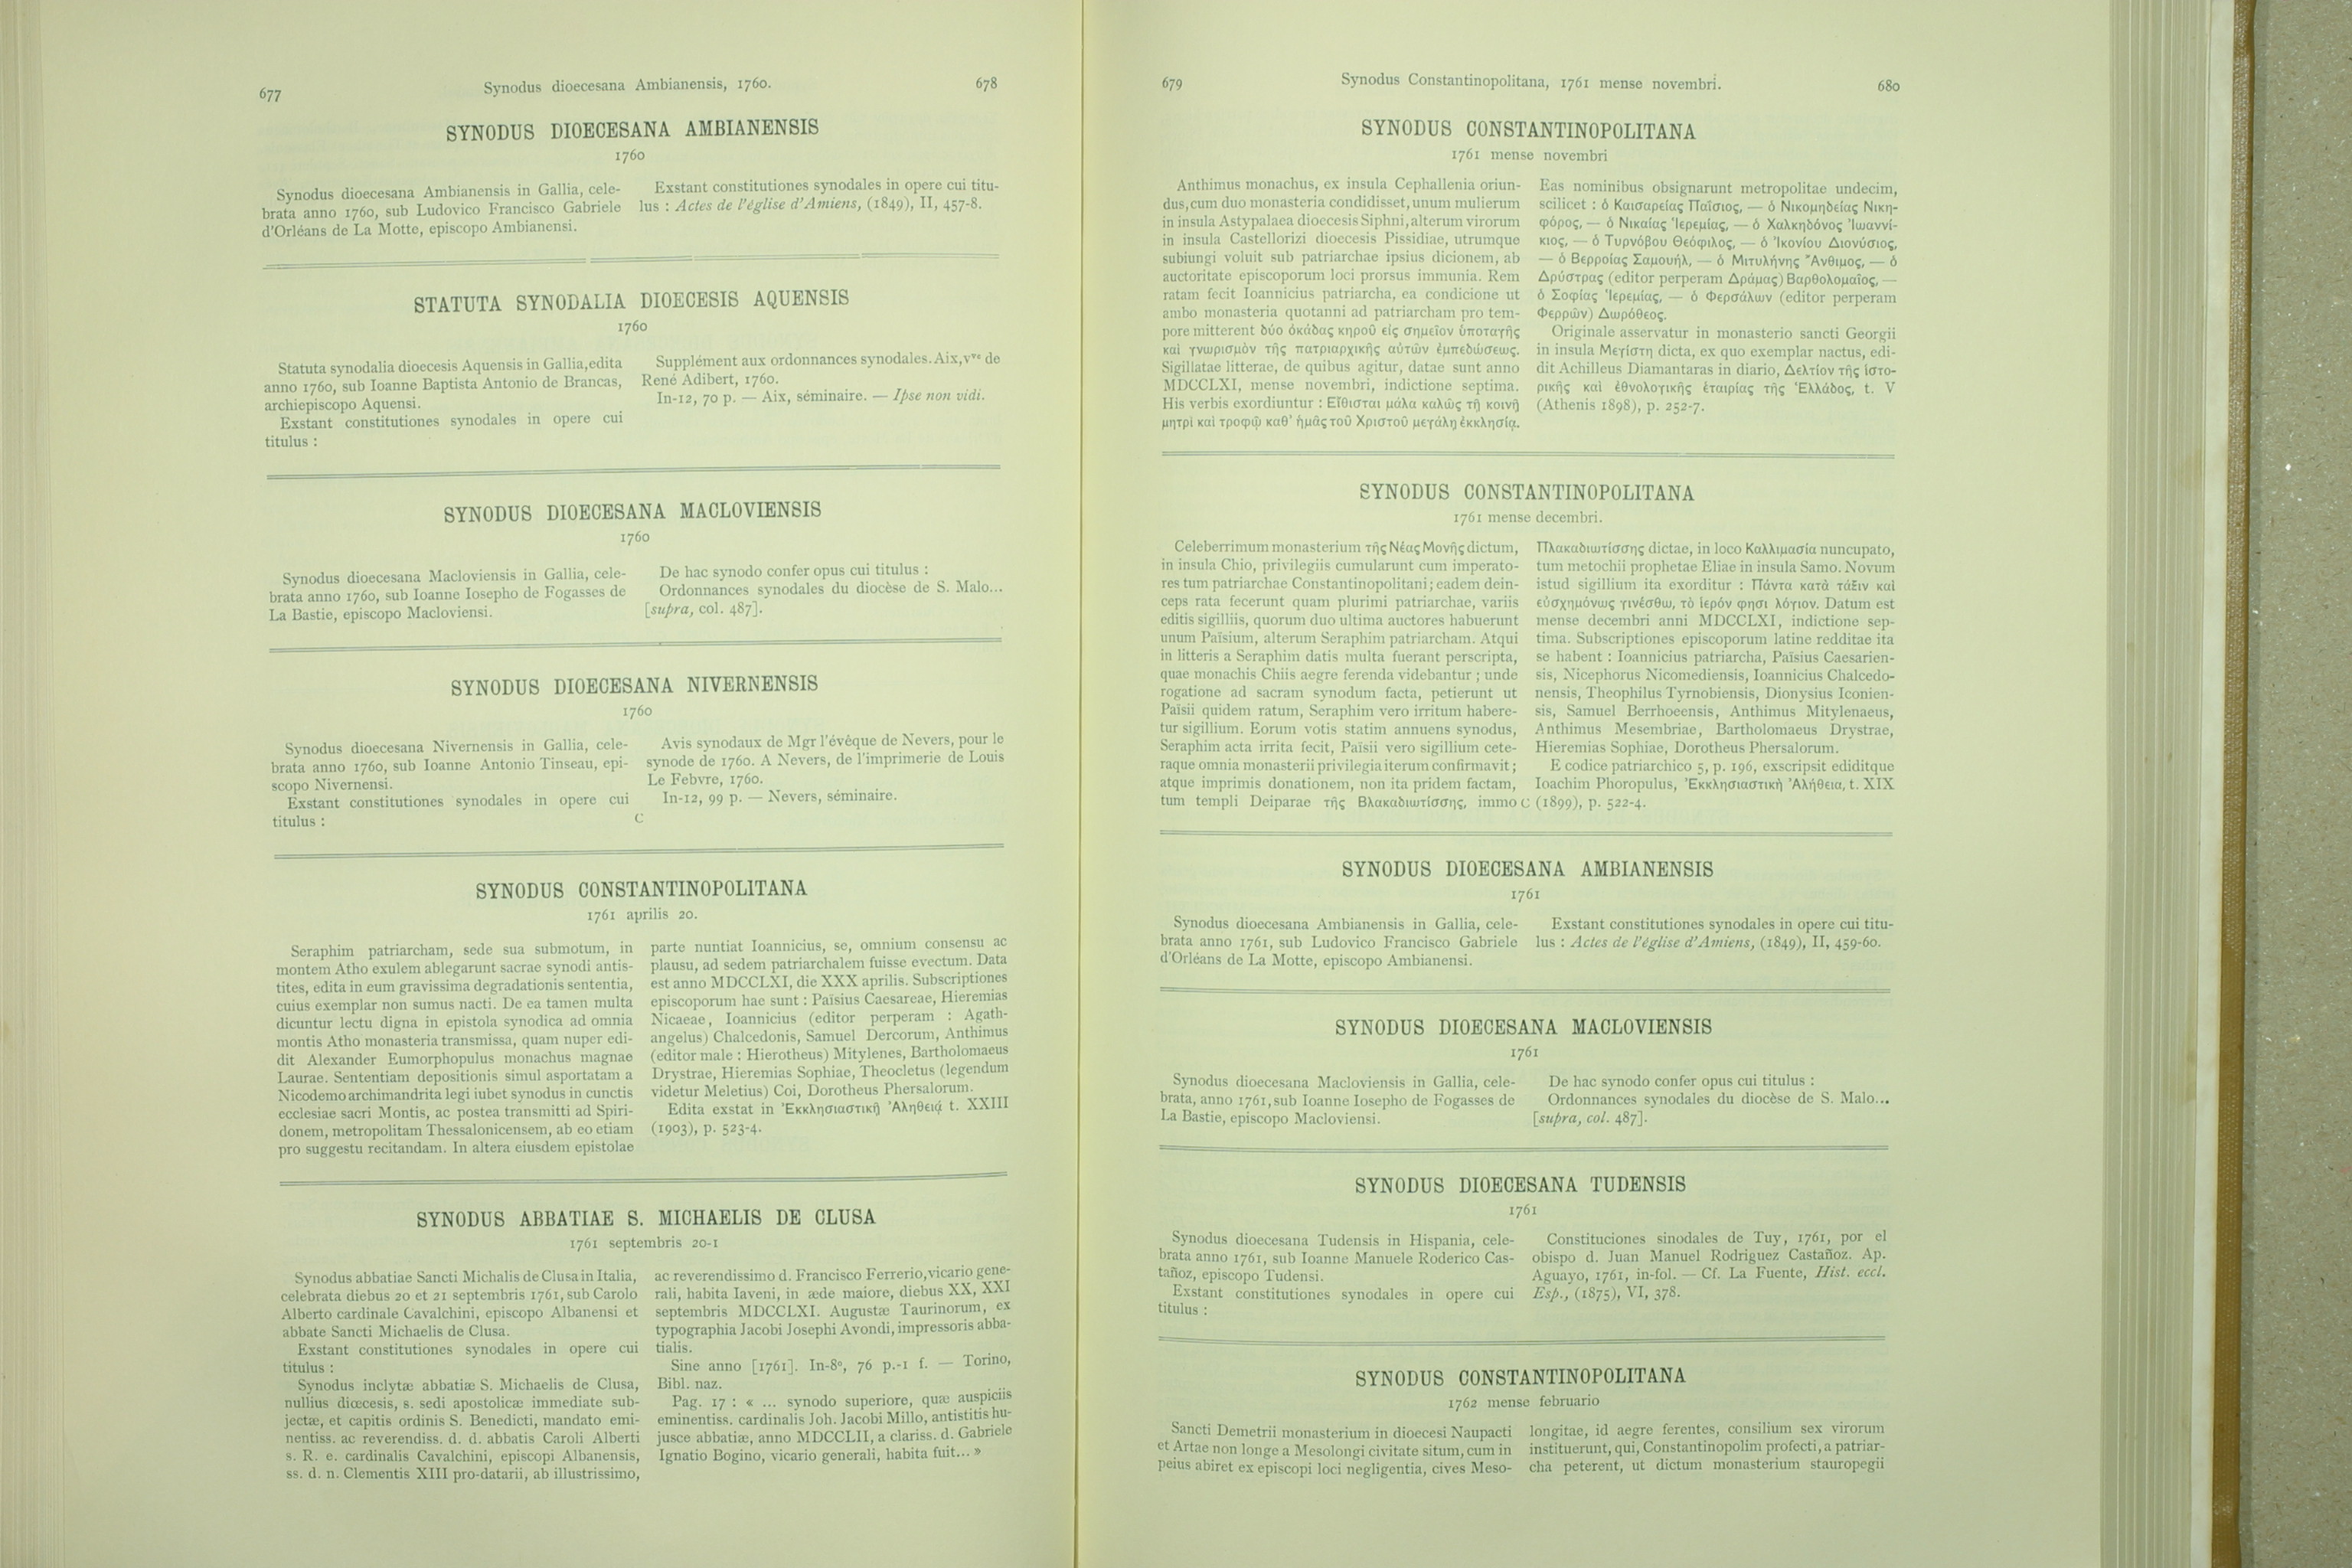 677
Synodus dioecesana Ambianensis, 1760.
678
SYNODUS DIOECESANA AMBIANENSIS
1760
Synodus dioecesana Ambianensis in Gallia, cele-
brata anno 1760, sub Ludovico Francisco Gabriele
d'Orléans de La Motte, episcopo Ambianensi.
Exstant constitutiones synodales in opere cui titu-
lus : Actes de l'église d'Amiens, (1849), II, 457-8.
STATUTA SYNODALIA DIOECESIS AQUENSIS
1760
Statuta synodalia dioecesis Aquensis in Gallia, edita
anno 1760, sub Ioanne Baptista Antonio de Brancas,
archiepiscopo Aquensi.
Exstant constitutiones synodales in opere cui
titulus :
Supplément aux ordonnances synodales. Aix, vve de
René Adibert, 1760.
In-12, 70 p. — Aix, séminaire. — Ipse non vidi.
SYNODUS DIOECESANA MACLOVIENSIS
1760
Synodus dioecesana Macloviensis in Gallia, cele-
brata anno 1760, sub Ioanne Iosepho de Fogasses de
La Bastie, episcopo Macloviensi.
De hac synodo confer opus cui titulus :
Ordonnances synodales du diocèse de S. Malo...
[supra, col. 487].
SYNODUS DIOECESANA NIVERNENSIS
1760
Synodus dioecesana Nivernensis in Gallia, cele-
brata anno 1760, sub Ioanne Antonio Tinseau, epi-
scopo Nivernensi.
Exstant constitutiones synodales in opere cui
titulus :
Avis synodaux de Mgr l'évêque de Nevers, pour le
synode de 1760. A Nevers, de l'imprimerie de Louis
Le Febvre, 1760.
In-12, 99 p. — Nevers, séminaire.
C
SYNODUS CONSTANTINOPOLITANA
1761 aprilis 20.
Seraphim patriarcham, sede sua submotum, in
montem Atho exulem ablegarunt sacrae synodi antis-
tites, edita in eum gravissima degradationis sententia,
cuius exemplar non sumus nacti. De ea tamen multa
dicuntur lectu digna in epistola synodica ad omnia
montis Atho monasteria transmissa, quam nuper edi-
dit Alexander Eumorphopulus monachus magnae
Laurae. Sententiam depositionis simul asportatam a
Nicodemo archimandrita legi iubet synodus in cunctis
ecclesiae sacri Montis, ac postea transmitti ad Spiri-
donem, metropolitam Thessalonicensem, ab eo etiam
pro suggestu recitandam. In altera eiusdem epistolae
parte nuntiat Ioannicius, se, omnium consensu ac
plausu, ad sedem patriarchalem fuisse evectum. Data
est anno MDCCLXI, die XXX aprilis. Subscriptiones
episcoporum hae sunt : Païsius Caesareae, Hieremias
Nicaeae, Ioannicius (editor perperam : Agath-
angelus) Chalcedonis, Samuel Dercorum, Anthimus
(editor male : Hierotheus) Mitylenes, Bartholomaeus
Drystrae, Hieremias Sophiae, Theocletus (legendum
videtur Meletius) Coi, Dorotheus Phersalorum.
Edita exstat in Ἐκκλησιαστικῇ Ἀληθείᾳ t. XXIII
(1903), p. 523-4.
SYNODUS ABBATIAE S. MICHAELIS DE CLUSA
1761 septembris 20-1
Synodus abbatiae Sancti Michalis de Clusa in Italia,
celebrata diebus 20 et 21 septembris 1761, sub Carolo
Alberto cardinale Cavalchini, episcopo Albanensi et
abbate Sancti Michaelis de Clusa.
Exstant constitutiones synodales in opere cui
titulus :
Synodus inclytæ abbatiæ S. Michaelis de Clusa,
nullius diœcesis, s. sedi apostolicæ immediate sub-
jectæ, et capitis ordinis S. Benedicti, mandato emi-
nentiss. ac reverendiss. d. d. abbatis Caroli Alberti
s. R. e. cardinalis Cavalchini, episcopi Albanensis,
ss. d. n. Clementis XIII pro-datarii, ab illustrissimo,
ac reverendissimo d. Francisco Ferrerio, vicario gene-
rali, habita Iaveni, in æde maiore, diebus XX, XXI
septembris MDCCLXI. Augustæ Taurinorum, ex
typographia Jacobi Josephi Avondi, impressoris abba-
tialis.
Sine anno [1761]. In-8º, 76 p.-1 f. — Torino,
Bibl. naz.
Pag. 17 : « ... synodo superiore, quæ auspiciis
eminentiss. cardinalis Joh. Jacobi Millo, antistitis hu-
jusce abbatiæ, anno MDCCLII, a clariss. d. Gabriele
Ignatio Bogino, vicario generali, habita fuit... »
679
Synodus Constantinopolitana, 1761 mense novembri.
680
SYNODUS CONSTANTINOPOLITANA
1761 mense novembri
Anthimus monachus, ex insula Cephallenia oriun-
dus, cum duo monasteria condidisset, unum mulierum
in insula Astypalaea dioecesis Siphni, alterum virorum
in insula Castellorizi dioecesis Pissidiae, utrumque
subiungi voluit sub patriarchae ipsius dicionem, ab
auctoritate episcoporum loci prorsus immunia. Rem
ratam fecit Ioannicius patriarcha, ea condicione ut
ambo monasteria quotanni ad patriarcham pro tem-
pore mitterent δύο ὀκάδας κηροῦ εἰς σημεῖον ὑποταγῆς
καὶ γνωρισμὸν τῆς πατριαρχικῆς αὐτῶν ἐμπεδώσεως.
Sigillatae litterae, de quibus agitur, datae sunt anno
MDCCLXI, mense novembri, indictione septima.
His verbis exordiuntur : Εἴθισται μάλα καλῶς τῇ κοινῇ
μητρὶ καὶ τροφῷ καθ' ἡμᾶς τοῦ Χριστοῦ μεγάλῃ ἐκκλησίᾳ.
Eas nominibus obsignarunt metropolitae undecim,
scilicet : ὁ Καισαρείας Παΐσιος, — ὁ Νικομηδείας Νικη-
φόρος, — ὁ Νικαίας Ἱερεμίας, — ὁ Χαλκηδόνος Ἰωαννί-
κιος, — ὁ Τυρνόβου Θεόφιλος, — ὁ Ἰκονίου Διονύσιος,
— ὁ Βερροίας Σαμουήλ, — ὁ Μιτυλήνης Ἄνθιμος, — ὁ
Δρύστρας (editor perperam Δράμας) Βαρθολομαῖος, —
ὁ Σοφίας Ἱερεμίας, — ὁ Φερσάλων (editor perperam
Φερρῶν) Δωρόθεος.
Originale asservatur in monasterio sancti Georgii
in insula Μεγίστη dicta, ex quo exemplar nactus, edi-
dit Achilleus Diamantaras in diario, Δελτίον τῆς ἱστο-
ρικῆς καὶ ἐθνολογικῆς ἑταιρίας τῆς Ἑλλάδος, t. V
(Athenis 1898), p. 252-7.
SYNODUS CONSTANTINOPOLITANA
1761 mense decembri.
Celeberrimum monasterium τῆς Νέας Μονῆς dictum,
in insula Chio, privilegiis cumularunt cum imperato-
res tum patriarchae Constantinopolitani; eadem dein-
ceps rata fecerunt quam plurimi patriarchae, variis
editis sigilliis, quorum duo ultima auctores habuerunt
unum Païsium, alterum Seraphim patriarcham. Atqui
in litteris a Seraphim datis multa fuerant perscripta,
quae monachis Chiis aegre ferenda videbantur ; unde
rogatione ad sacram synodum facta, petierunt ut
Païsii quidem ratum, Seraphim vero irritum habere-
tur sigillium. Eorum votis statim annuens synodus,
Seraphim acta irrita fecit, Païsii vero sigillium cete-
raque omnia monasterii privilegia iterum confirmavit ;
atque imprimis donationem, non ita pridem factam,
tum templi Deiparae τῆς Βλακαδιωτίσσης, immo C
Πλακαδιωτίσσης dictae, in loco Καλλιμασία nuncupato,
tum metochii prophetae Eliae in insula Samo. Novum
istud sigillium ita exorditur : Πάντα κατὰ τάξιν καὶ
εὐσχημόνως γινέσθω, τὸ ἱερόν φησι λόγιον. Datum est
mense decembri anni MDCCLXI, indictione sep-
tima. Subscriptiones episcoporum latine redditae ita
se habent : Ioannicius patriarcha, Païsius Caesarien-
sis, Nicephorus Nicomediensis, Ioannicius Chalcedo-
nensis, Theophilus Tyrnobiensis, Dionysius Iconien-
sis, Samuel Berrhoeensis, Anthimus Mitylenaeus,
Anthimus Mesembriae, Bartholomaeus Drystrae,
Hieremias Sophiae, Dorotheus Phersalorum.
E codice patriarchico 5, p. 196, exscripsit ediditque
Ioachim Phoropulus, Ἐκκλησιαστικὴ Ἀλήθεια, t. XIX
(1899), p. 522-4.
SYNODUS DIOECESANA AMBIANENSIS
1761
Synodus dioecesana Ambianensis in Gallia, cele-
brata anno 1761, sub Ludovico Francisco Gabriele
d'Orléans de La Motte, episcopo Ambianensi.
Exstant constitutiones synodales in opere cui titu-
lus : Actes de l'église d'Amiens, (1849), II, 459-60.
SYNODUS DIOECESANA MACLOVIENSIS
1761
Synodus dioecesana Macloviensis in Gallia, cele-
brata, anno 1761, sub Ioanne Iosepho de Fogasses de
La Bastie, episcopo Macloviensi.
De hac synodo confer opus cui titulus :
Ordonnances synodales du diocèse de S. Malo...
[supra, col. 487].
SYNODUS DIOECESANA TUDENSIS
1761
Synodus dioecesana Tudensis in Hispania, cele-
brata anno 1761, sub Ioanne Manuele Roderico Cas-
tañoz, episcopo Tudensi.
Exstant constitutiones synodales in opere cui
titulus :
Constituciones sinodales de Tuy, 1761, por el
obispo d. Juan Manuel Rodriguez Castañoz. Ap.
Aguayo, 1761, in-fol. — Cf. La Fuente, Hist. eccl.
Esp., (1875), VI, 378.
SYNODUS CONSTANTINOPOLITANA
1762 mense februario
Sancti Demetrii monasterium in dioecesi Naupacti
et Artae non longe a Mesolongi civitate situm, cum in
peius abiret ex episcopi loci negligentia, cives Meso-
longitae, id aegre ferentes, consilium sex virorum
instituerunt, qui, Constantinopolim profecti, a patriar-
cha peterent, ut dictum monasterium stauropegii